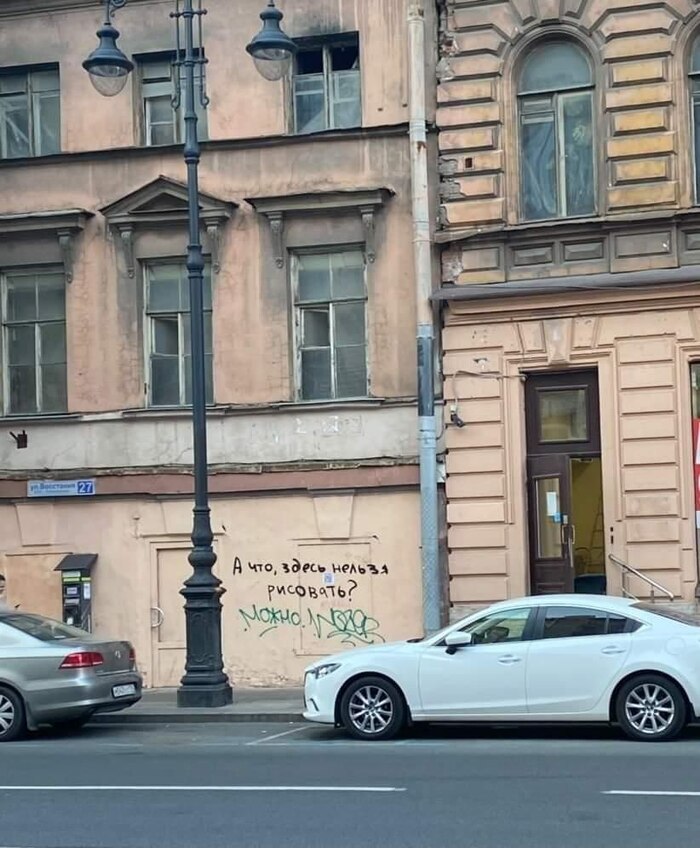 ул. Восстания 27
А что, здесь нельзя
рисовать?
можно